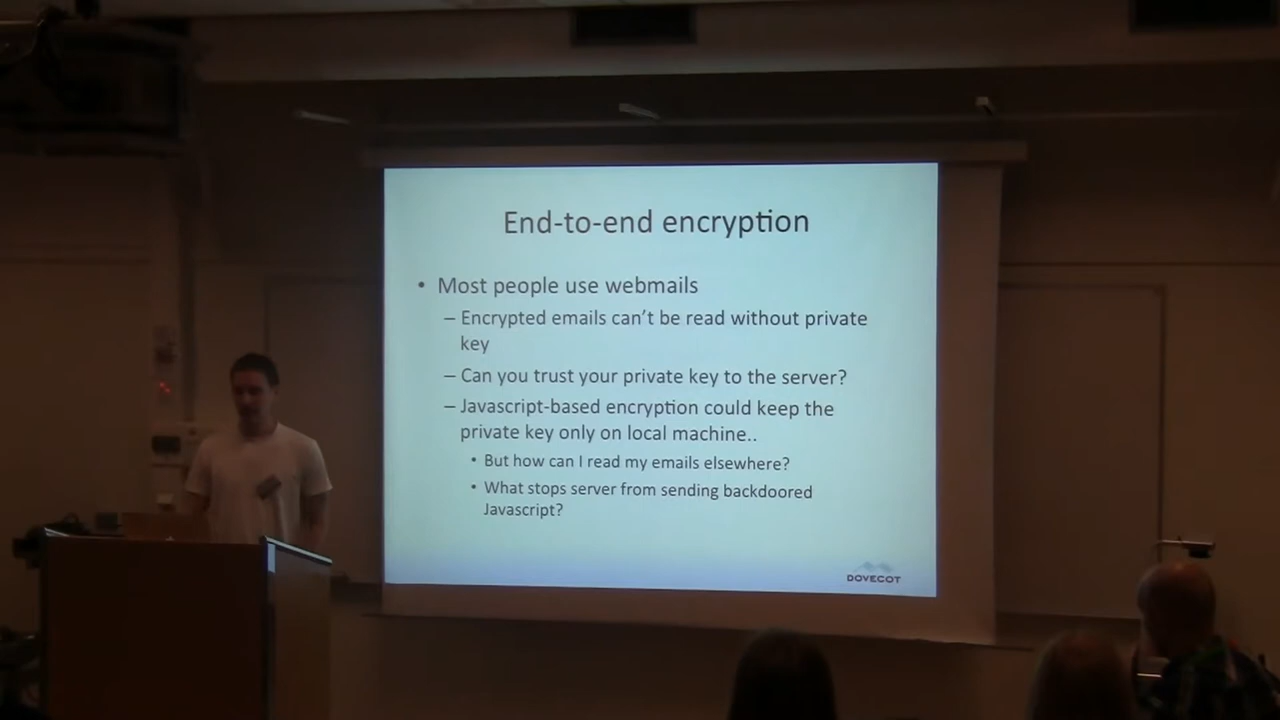 End-to-end encryption
• Most people use webmails
– Encrypted emails can't be read without private
key
– Can you trust your private key to the server?
– Javascript-based encryption could keep the
private key only on local machine..
• But how can I read my emails elsewhere?
• What stops server from sending backdoored
Javascript?
DOVECOT